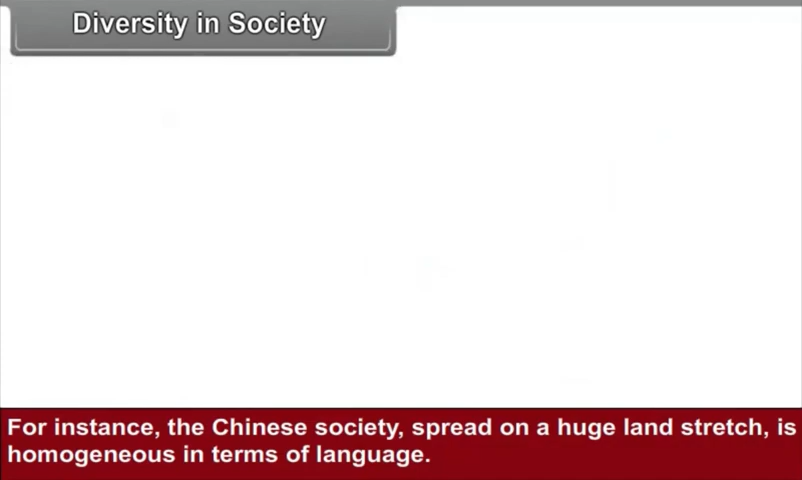 Diversity in Society
For instance, the Chinese society, spread on a huge land stretch, is
homogeneous in terms of language.